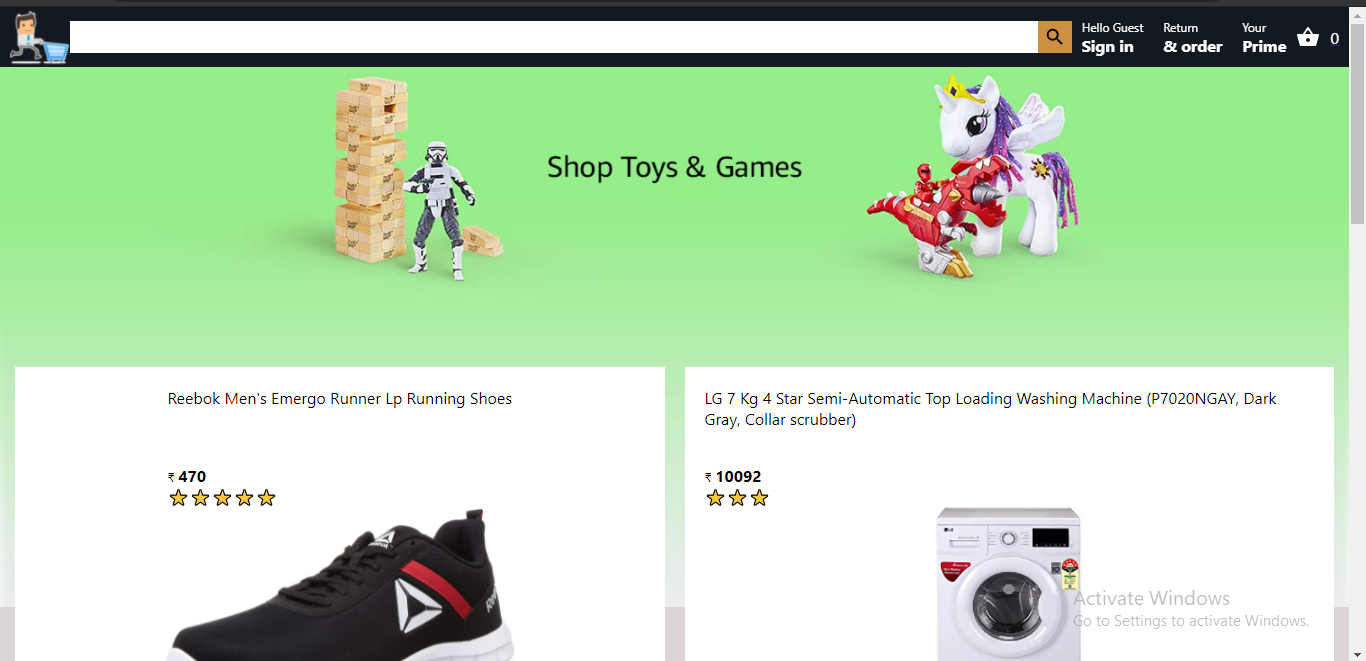 Hello Guest
Sign in
Return
& order
Your
Prime
0
Shop Toys & Games
Reebok Men's Emergo Runner Lp Running Shoes
₹ 470
LG 7 Kg 4 Star Semi-Automatic Top Loading Washing Machine (P7020NGAY, Dark
Gray, Collar scrubber)
₹ 10092
LG
Activate Windows
Go to Settings to activate Windows.